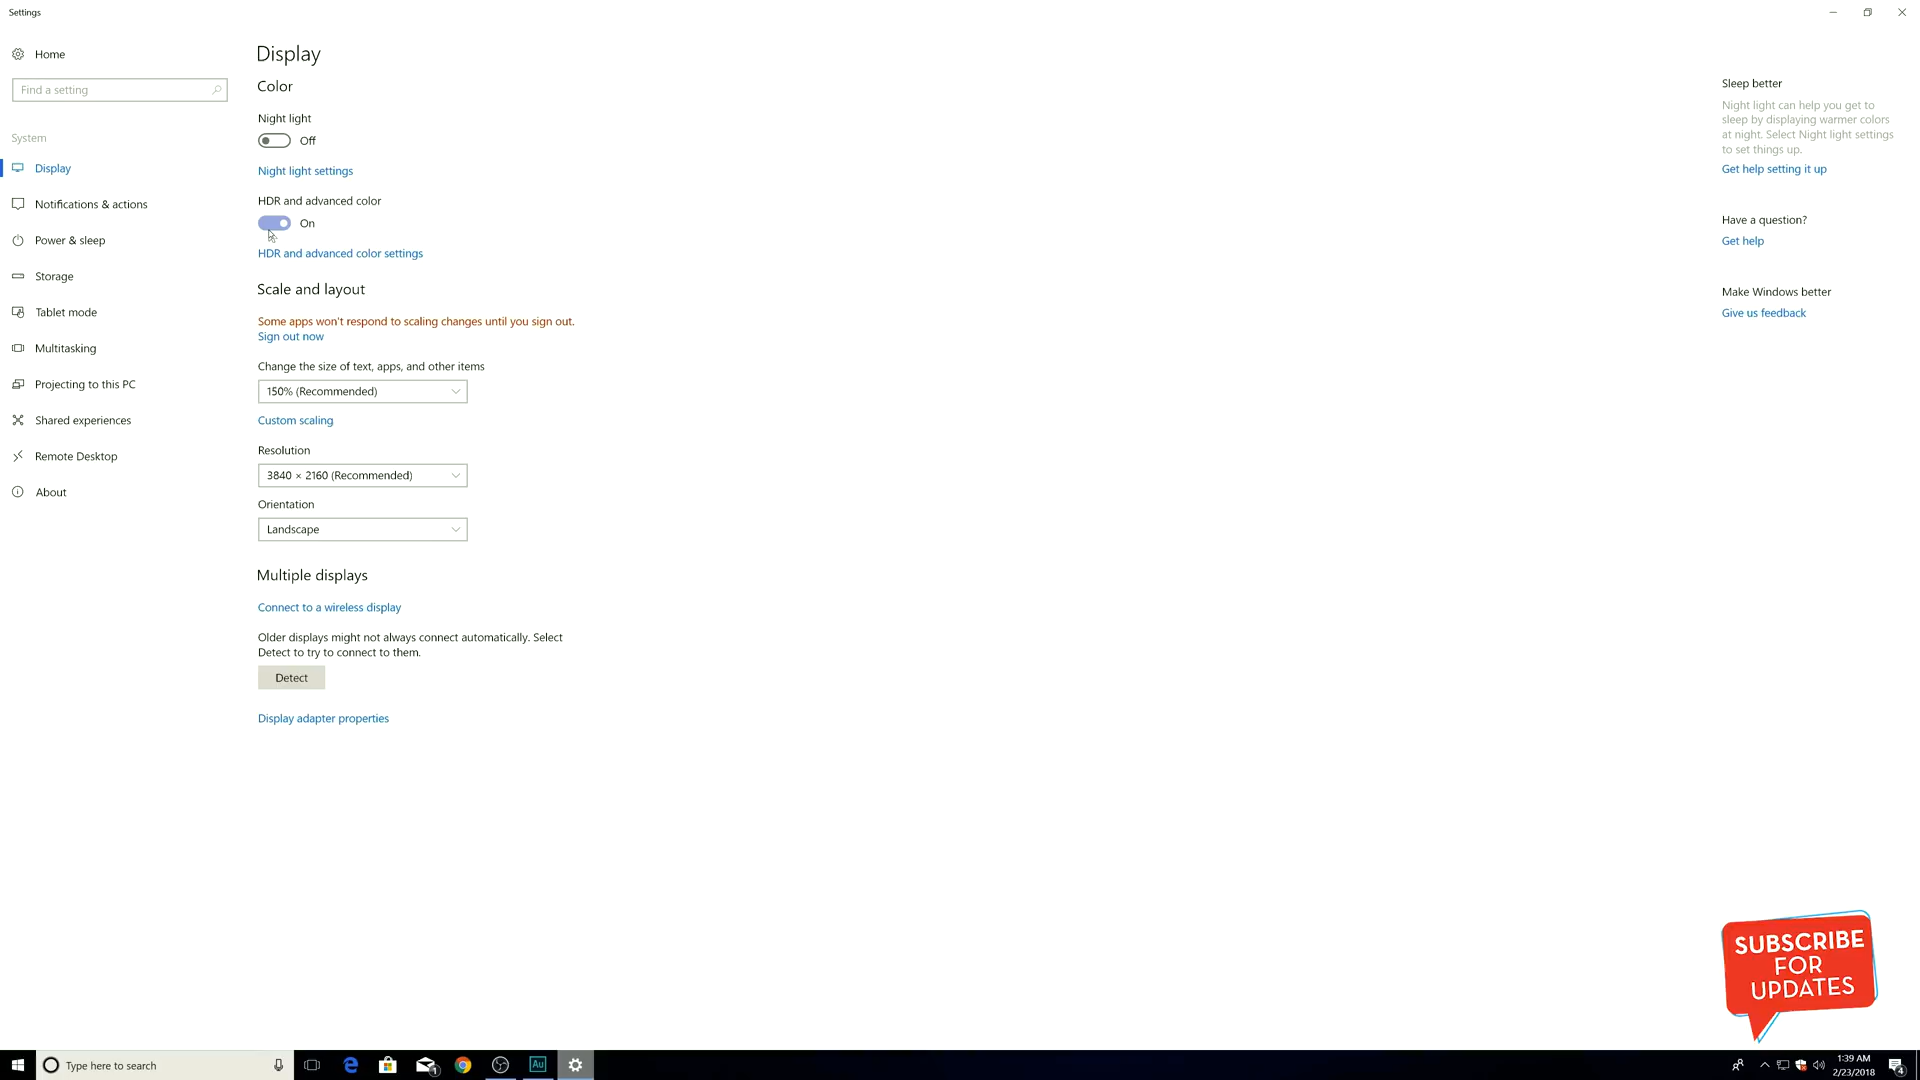 Settings
Home
Find a setting
System
Display
Notifications & actions
Power & sleep
Storage
Tablet mode
Multitasking
Projecting to this PC
Shared experiences
Remote Desktop
About
Display
Color
Night light
Off
Night light settings
HDR and advanced color
On
HDR and advanced color settings
Scale and layout
Some apps won't respond to scaling changes until you sign out.
Sign out now
Change the size of text, apps, and other items
150% (Recommended)
Custom scaling
Resolution
3840 × 2160 (Recommended)
Orientation
Landscape
Multiple displays
Connect to a wireless display
Older displays might not always connect automatically. Select
Detect to try to connect to them.
Detect
Display adapter properties
Sleep better
Night light can help you get to
sleep by displaying warmer colors
at night. Select Night light settings
to set things up.
Get help setting it up
Have a question?
Get help
Make Windows better
Give us feedback
SUBSCRIBE
FOR
UPDATES
Type here to search
1
Au
1:39 AM
2/23/2018
4